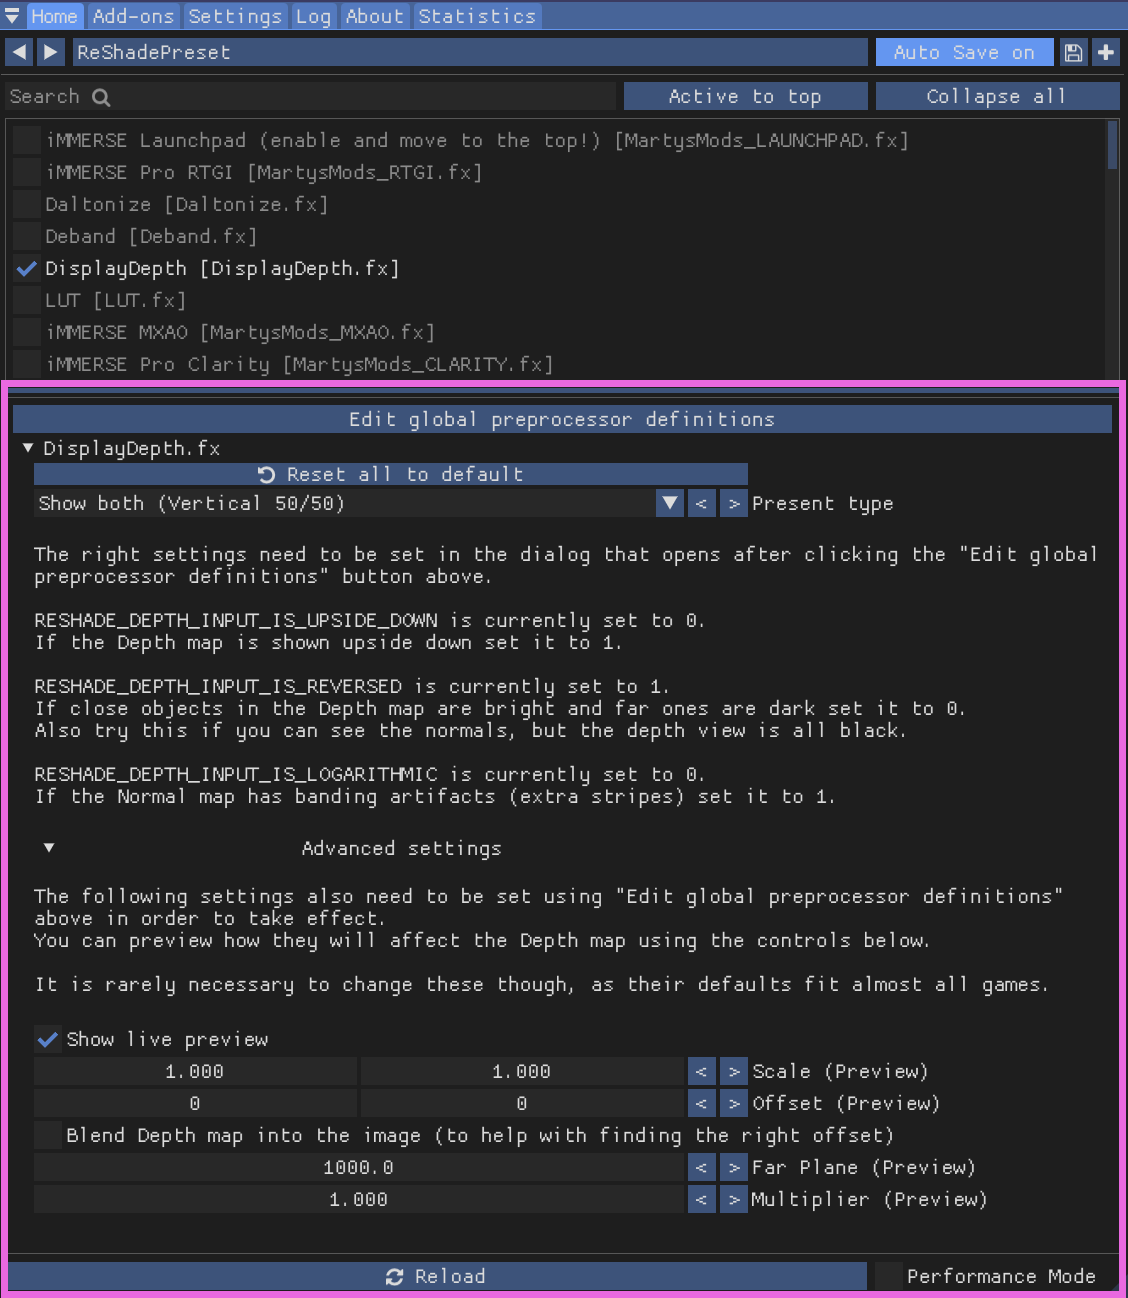 Home Add-ons Settings Log About Statistics
ReShadePreset Auto Save on
Search Active to top Collapse all
iMMERSE Launchpad (enable and move to the top!) [MartysMods_LAUNCHPAD.fx]
iMMERSE Pro RTGI [MartysMods_RTGI.fx]
Daltonize [Daltonize.fx]
Deband [Deband.fx]
DisplayDepth [DisplayDepth.fx]
LUT [LUT.fx]
iMMERSE MXAO [MartysMods_MXAO.fx]
iMMERSE Pro Clarity [MartysMods_CLARITY.fx]
Edit global preprocessor definitions
DisplayDepth.fx
Reset all to default
Show both (Vertical 50/50) < > Present type
The right settings need to be set in the dialog that opens after clicking the "Edit global
preprocessor definitions" button above.
RESHADE_DEPTH_INPUT_IS_UPSIDE_DOWN is currently set to 0.
If the Depth map is shown upside down set it to 1.
RESHADE_DEPTH_INPUT_IS_REVERSED is currently set to 1.
If close objects in the Depth map are bright and far ones are dark set it to 0.
Also try this if you can see the normals, but the depth view is all black.
RESHADE_DEPTH_INPUT_IS_LOGARITHMIC is currently set to 0.
If the Normal map has banding artifacts (extra stripes) set it to 1.
Advanced settings
The following settings also need to be set using "Edit global preprocessor definitions"
above in order to take effect.
You can preview how they will affect the Depth map using the controls below.
It is rarely necessary to change these though, as their defaults fit almost all games.
Show live preview
1.000 1.000 < > Scale (Preview)
0 0 < > Offset (Preview)
Blend Depth map into the image (to help with finding the right offset)
1000.0 < > Far Plane (Preview)
1.000 < > Multiplier (Preview)
Reload Performance Mode